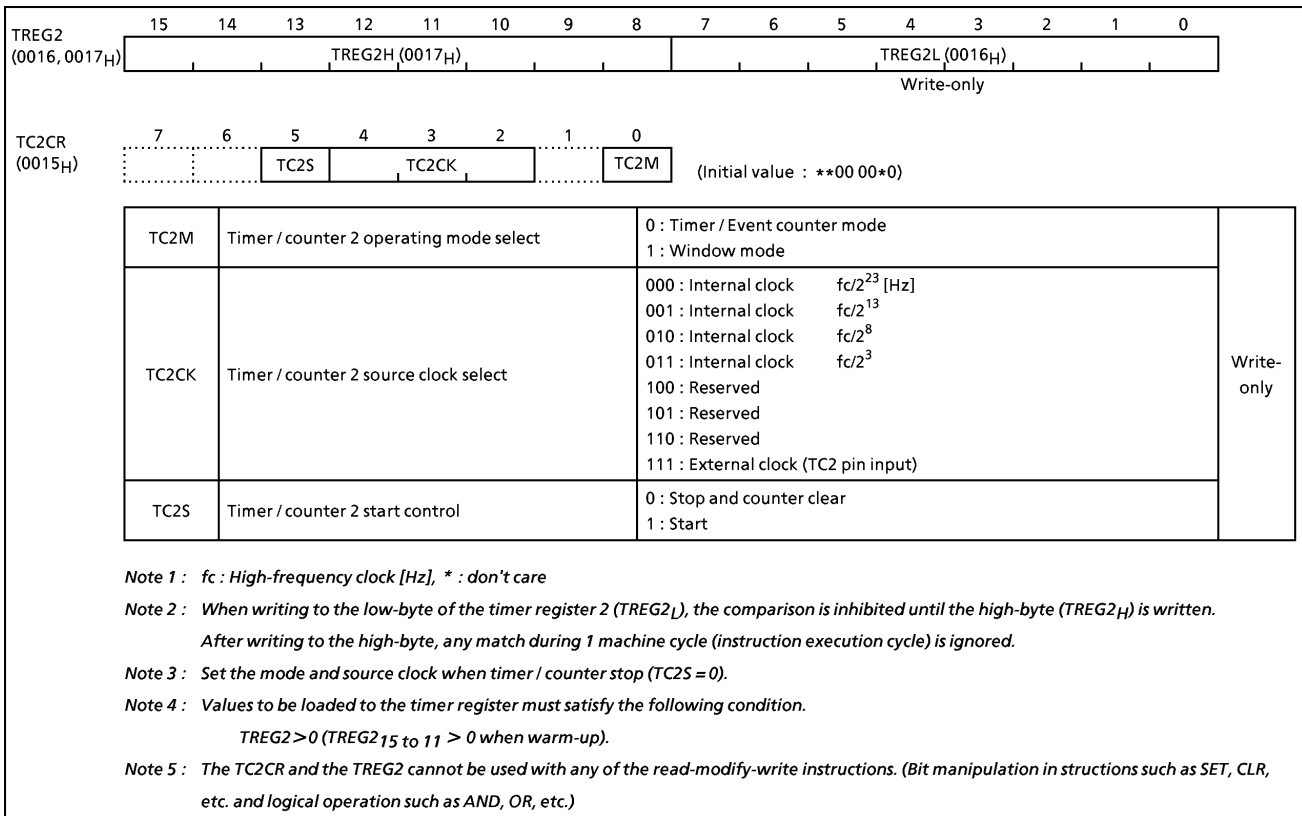 15 14 13 12 11 10 9 8 7 6 5 4 3 2 1 0
TREG2
(0016, 0017H)
TREG2H (0017H) TREG2L (0016H)
Write-only
TC2CR
(0015H)
7 6 5 4 3 2 1 0
TC2S TC2CK TC2M
(Initial value : **00 00*0)
TC2M Timer / counter 2 operating mode select
0 : Timer / Event counter mode
1 : Window mode
TC2CK Timer / counter 2 source clock select
000 : Internal clock fc/2^23 [Hz]
001 : Internal clock fc/2^13
010 : Internal clock fc/2^8
011 : Internal clock fc/2^3
100 : Reserved
101 : Reserved
110 : Reserved
111 : External clock (TC2 pin input)
Write-
only
TC2S Timer / counter 2 start control
0 : Stop and counter clear
1 : Start
Note 1 : fc : High-frequency clock [Hz], * : don't care
Note 2 : When writing to the low-byte of the timer register 2 (TREG2L), the comparison is inhibited until the high-byte (TREG2H) is written.
After writing to the high-byte, any match during 1 machine cycle (instruction execution cycle) is ignored.
Note 3 : Set the mode and source clock when timer / counter stop (TC2S = 0).
Note 4 : Values to be loaded to the timer register must satisfy the following condition.
TREG2 > 0 (TREG215 to 11 > 0 when warm-up).
Note 5 : The TC2CR and the TREG2 cannot be used with any of the read-modify-write instructions. (Bit manipulation in structions such as SET, CLR,
etc. and logical operation such as AND, OR, etc.)